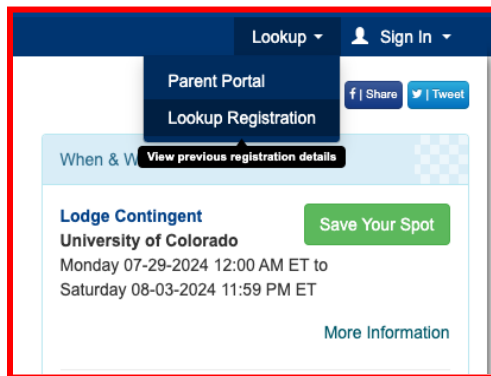 Lookup Sign In
Parent Portal
Lookup Registration
f | Share | Tweet
When & W
View previous registration details
Lodge Contingent
Save Your Spot
University of Colorado
Monday 07-29-2024 12:00 AM ET to
Saturday 08-03-2024 11:59 PM ET
More Information